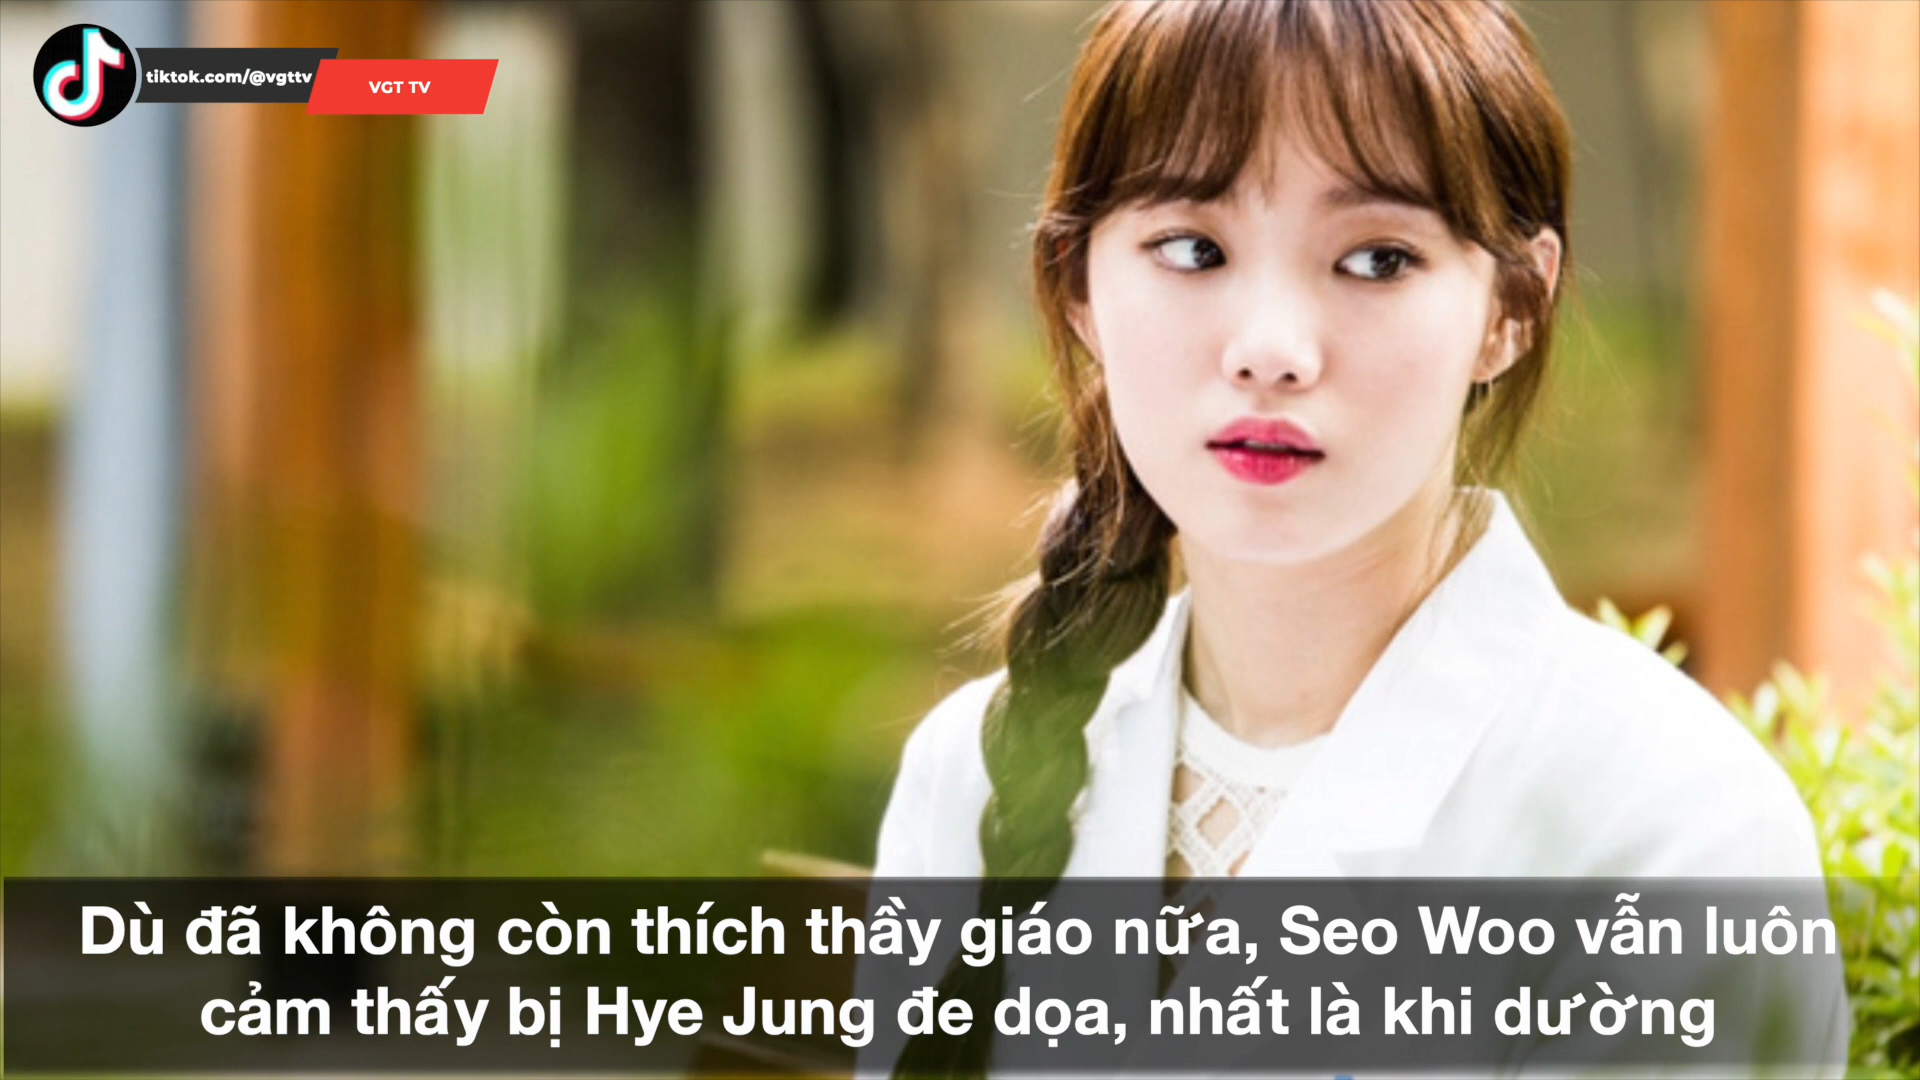 tiktok.com/@vgttv
VGT TV
Dù đã không còn thích thầy giáo nữa, Seo Woo vẫn luôn
cảm thấy bị Hye Jung đe dọa, nhất là khi dường